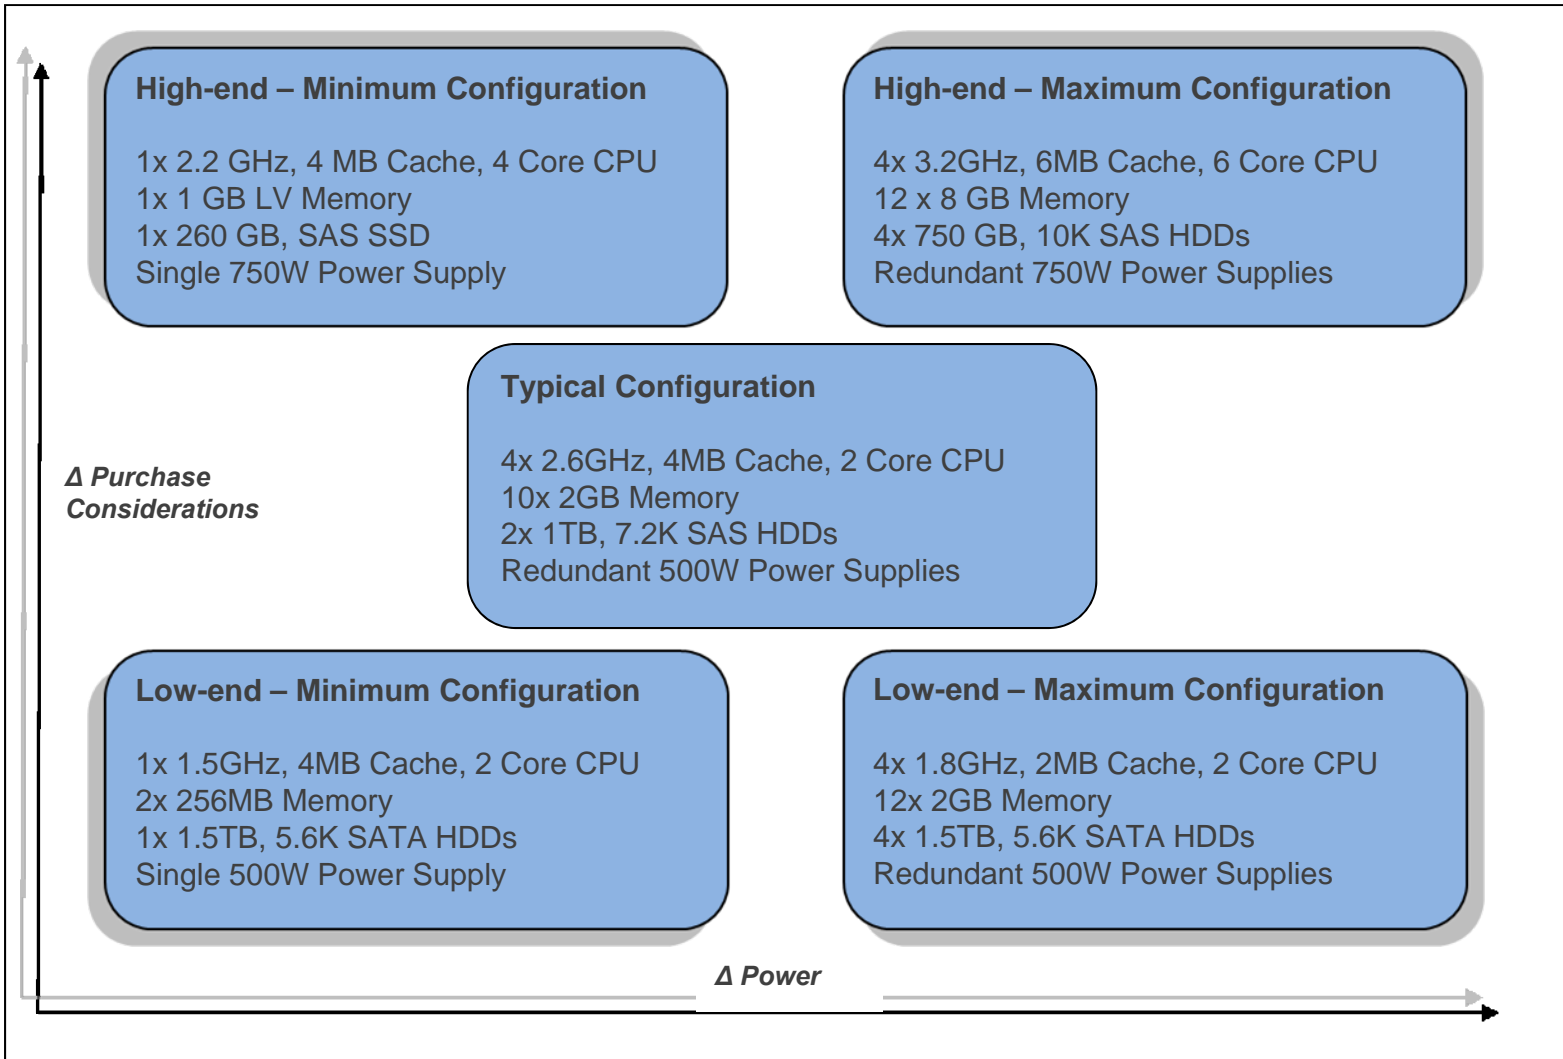 High-end – Minimum Configuration
1x 2.2 GHz, 4 MB Cache, 4 Core CPU
1x 1 GB LV Memory
1x 260 GB, SAS SSD
Single 750W Power Supply
High-end – Maximum Configuration
4x 3.2GHz, 6MB Cache, 6 Core CPU
12 x 8 GB Memory
4x 750 GB, 10K SAS HDDs
Redundant 750W Power Supplies
Typical Configuration
4x 2.6GHz, 4MB Cache, 2 Core CPU
10x 2GB Memory
2x 1TB, 7.2K SAS HDDs
Redundant 500W Power Supplies
Δ Purchase
Considerations
Low-end – Minimum Configuration
1x 1.5GHz, 4MB Cache, 2 Core CPU
2x 256MB Memory
1x 1.5TB, 5.6K SATA HDDs
Single 500W Power Supply
Low-end – Maximum Configuration
4x 1.8GHz, 2MB Cache, 2 Core CPU
12x 2GB Memory
4x 1.5TB, 5.6K SATA HDDs
Redundant 500W Power Supplies
Δ Power